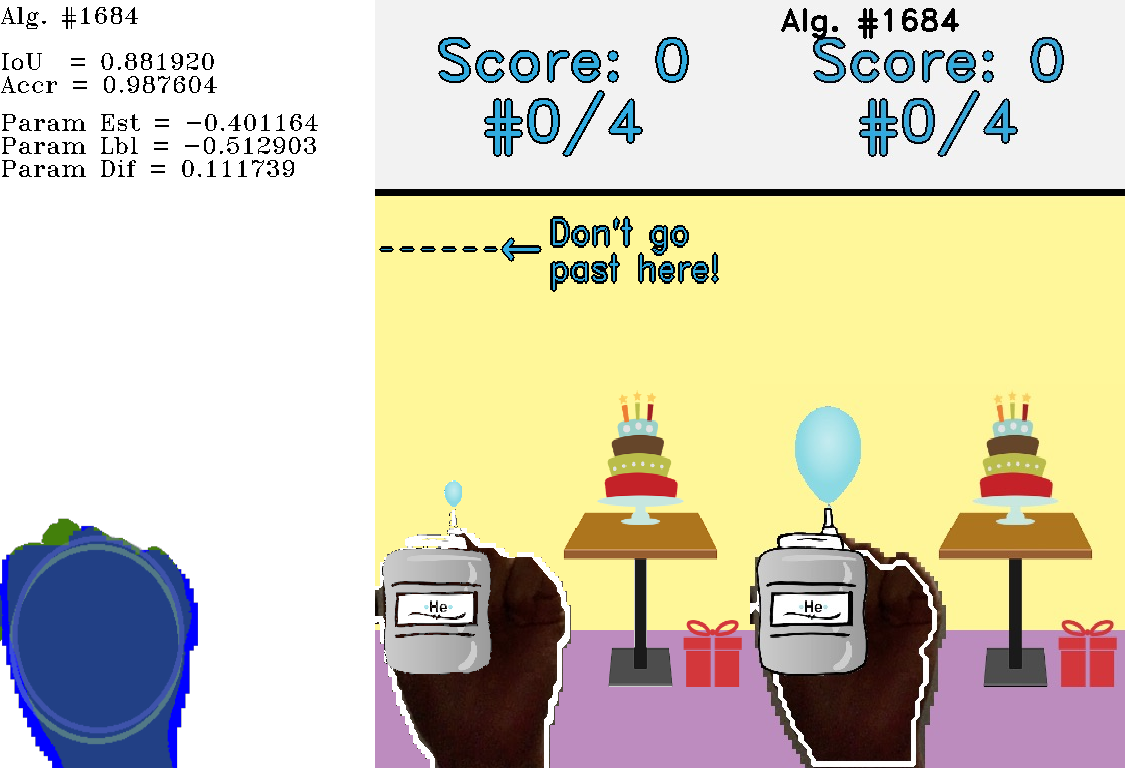 Alg. #1684
IoU = 0.881920
Accr = 0.987604
Param Est = -0.401164
Param Lbl = -0.512903
Param Dif = 0.111739
Score: 0
#0/4
Don't go
past here!
·He·
Alg. #1684
Score: 0
#0/4
·He·